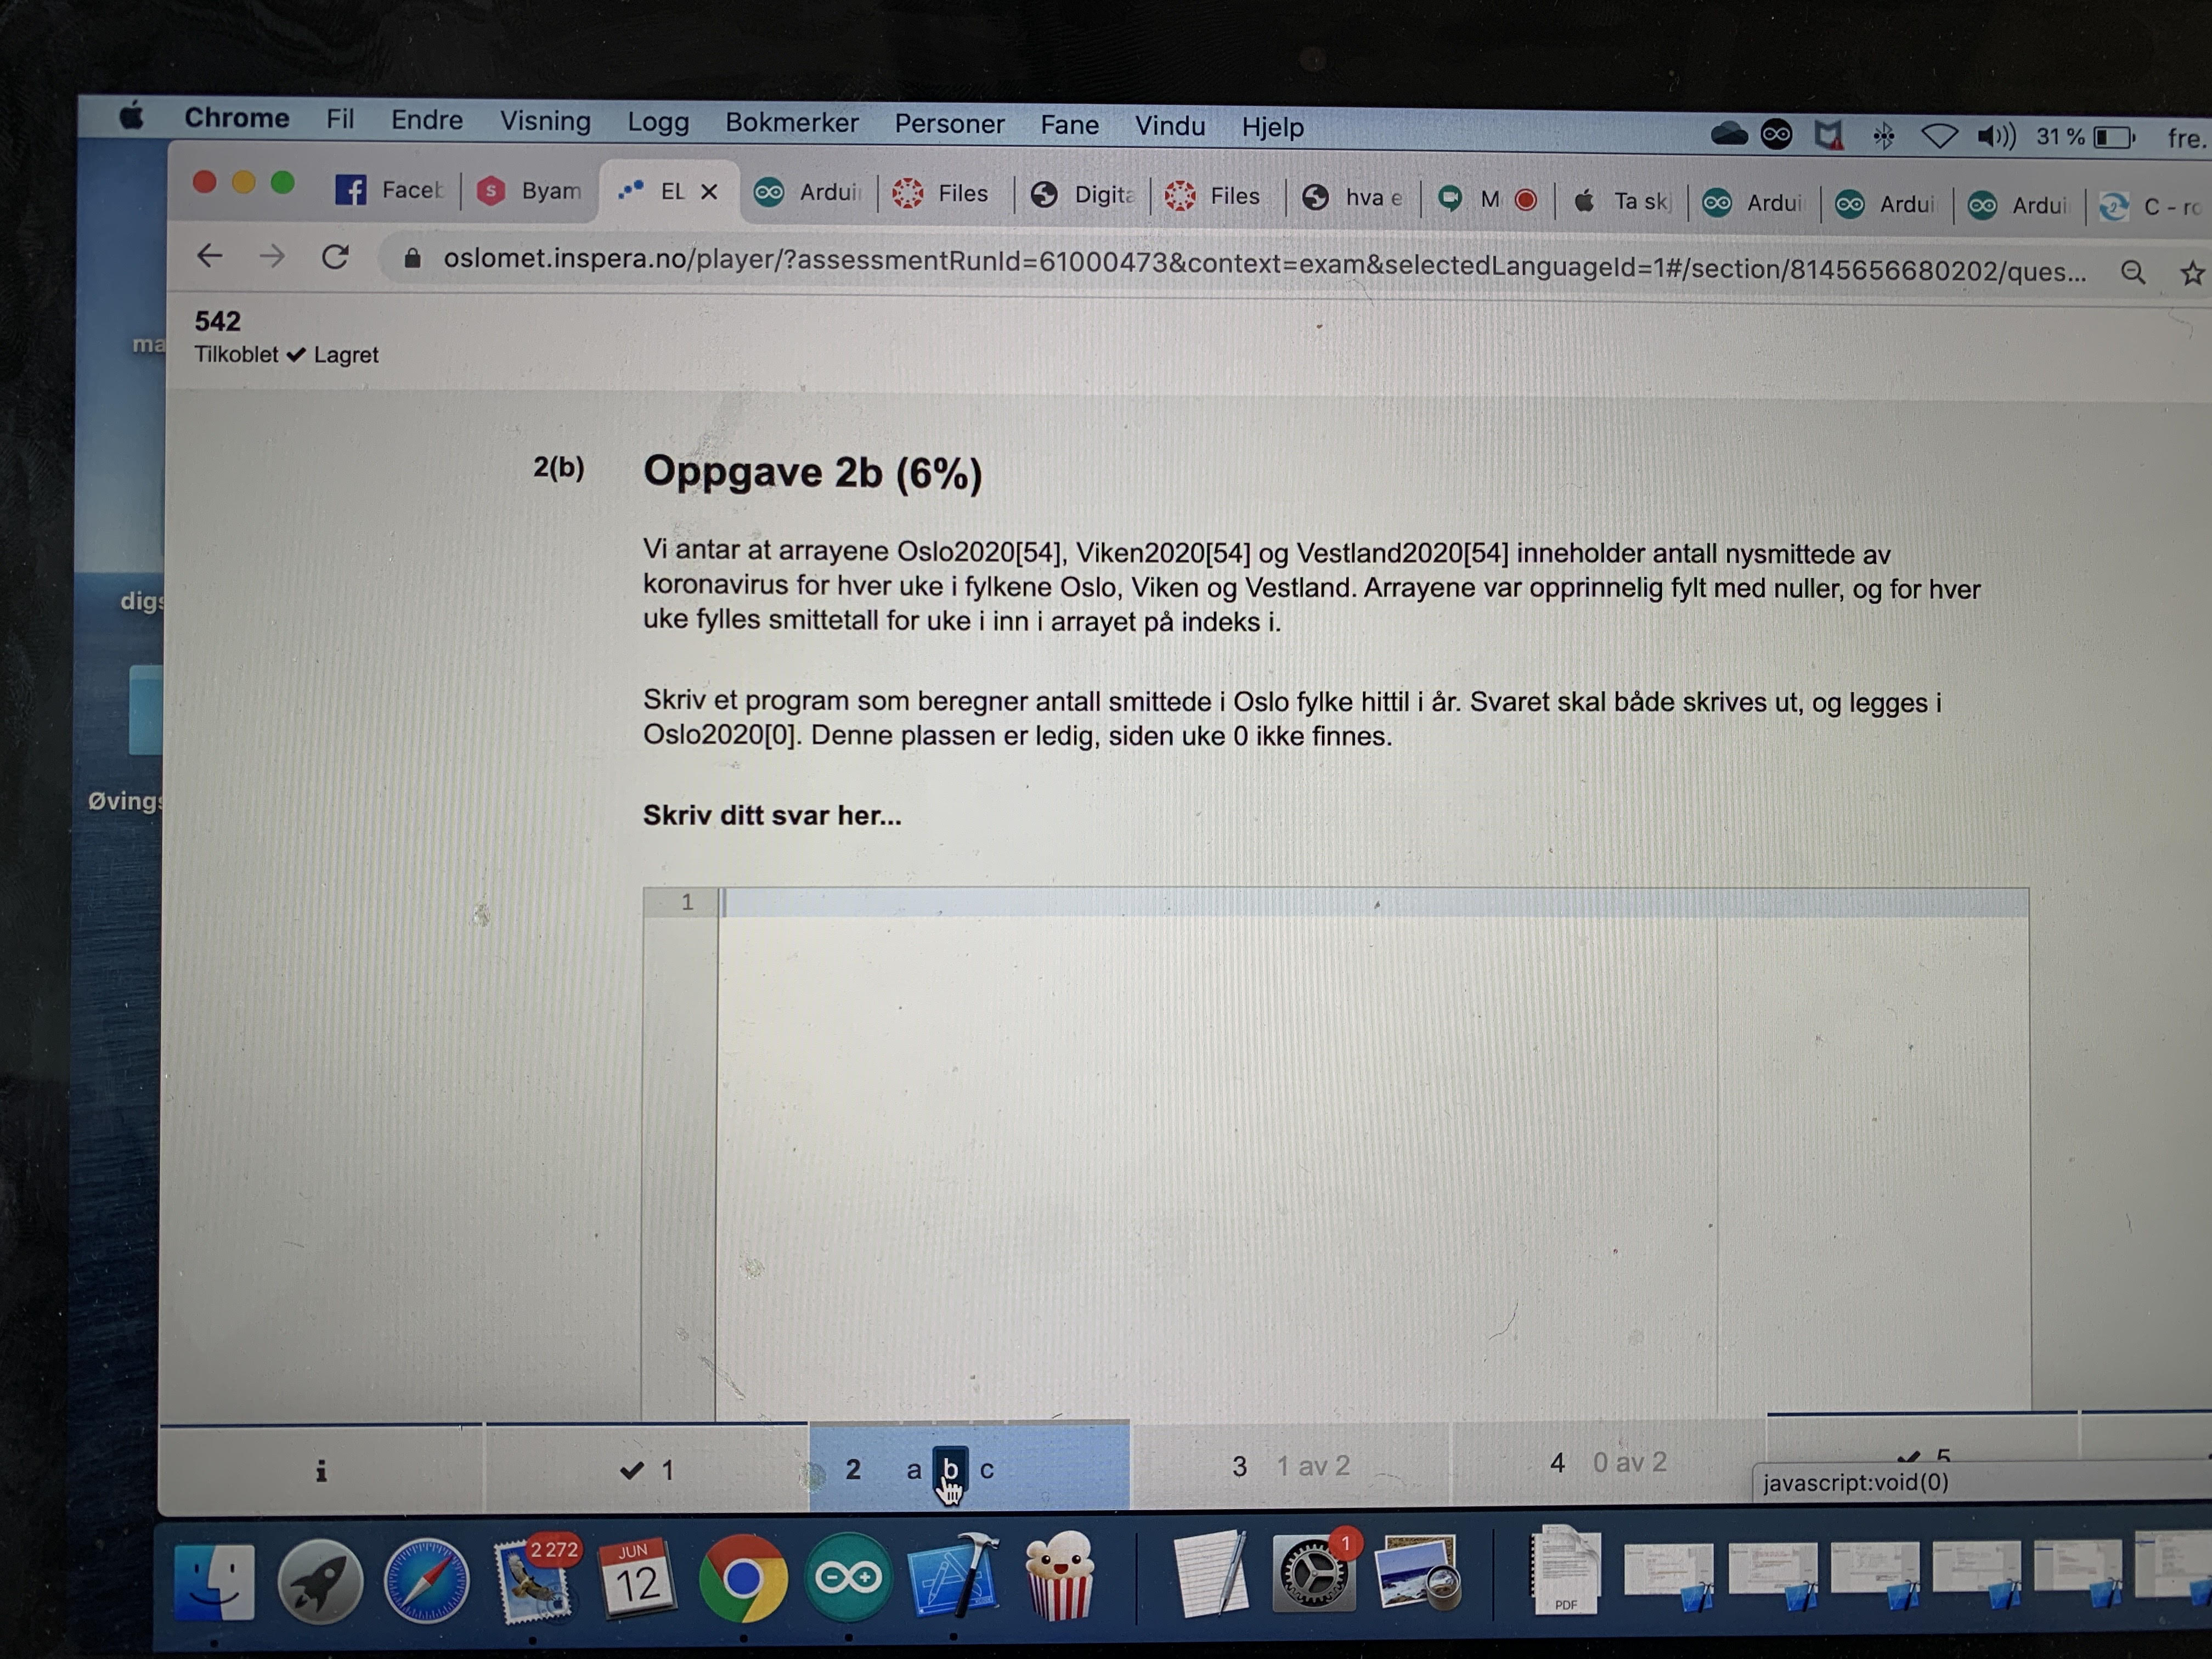 Chrome Fil Endre Visning Logg Bokmerker Personer Fane Vindu Hjelp 31 % fre.
Faceb Byam EL Ardui Files Digita Files hva e M Ta sk Ardui Ardui Ardui C - ro
oslomet.inspera.no/player/?assessmentRunId=61000473&context=exam&selectedLanguageId=1#/section/8145656680202/ques...
542
Tilkoblet ✔ Lagret
ma
digs
Øvings
2(b) Oppgave 2b (6%)
Vi antar at arrayene Oslo2020[54], Viken2020[54] og Vestland2020[54] inneholder antall nysmittede av
koronavirus for hver uke i fylkene Oslo, Viken og Vestland. Arrayene var opprinnelig fylt med nuller, og for hver
uke fylles smittetall for uke i inn i arrayet på indeks i.
Skriv et program som beregner antall smittede i Oslo fylke hittil i år. Svaret skal både skrives ut, og legges i
Oslo2020[0]. Denne plassen er ledig, siden uke 0 ikke finnes.
Skriv ditt svar her...
1
i ✔ 1 2 a b c 3 1 av 2 4 0 av 2 ✔ 5
javascript:void(0)
2 272 JUN 12 1 PDF